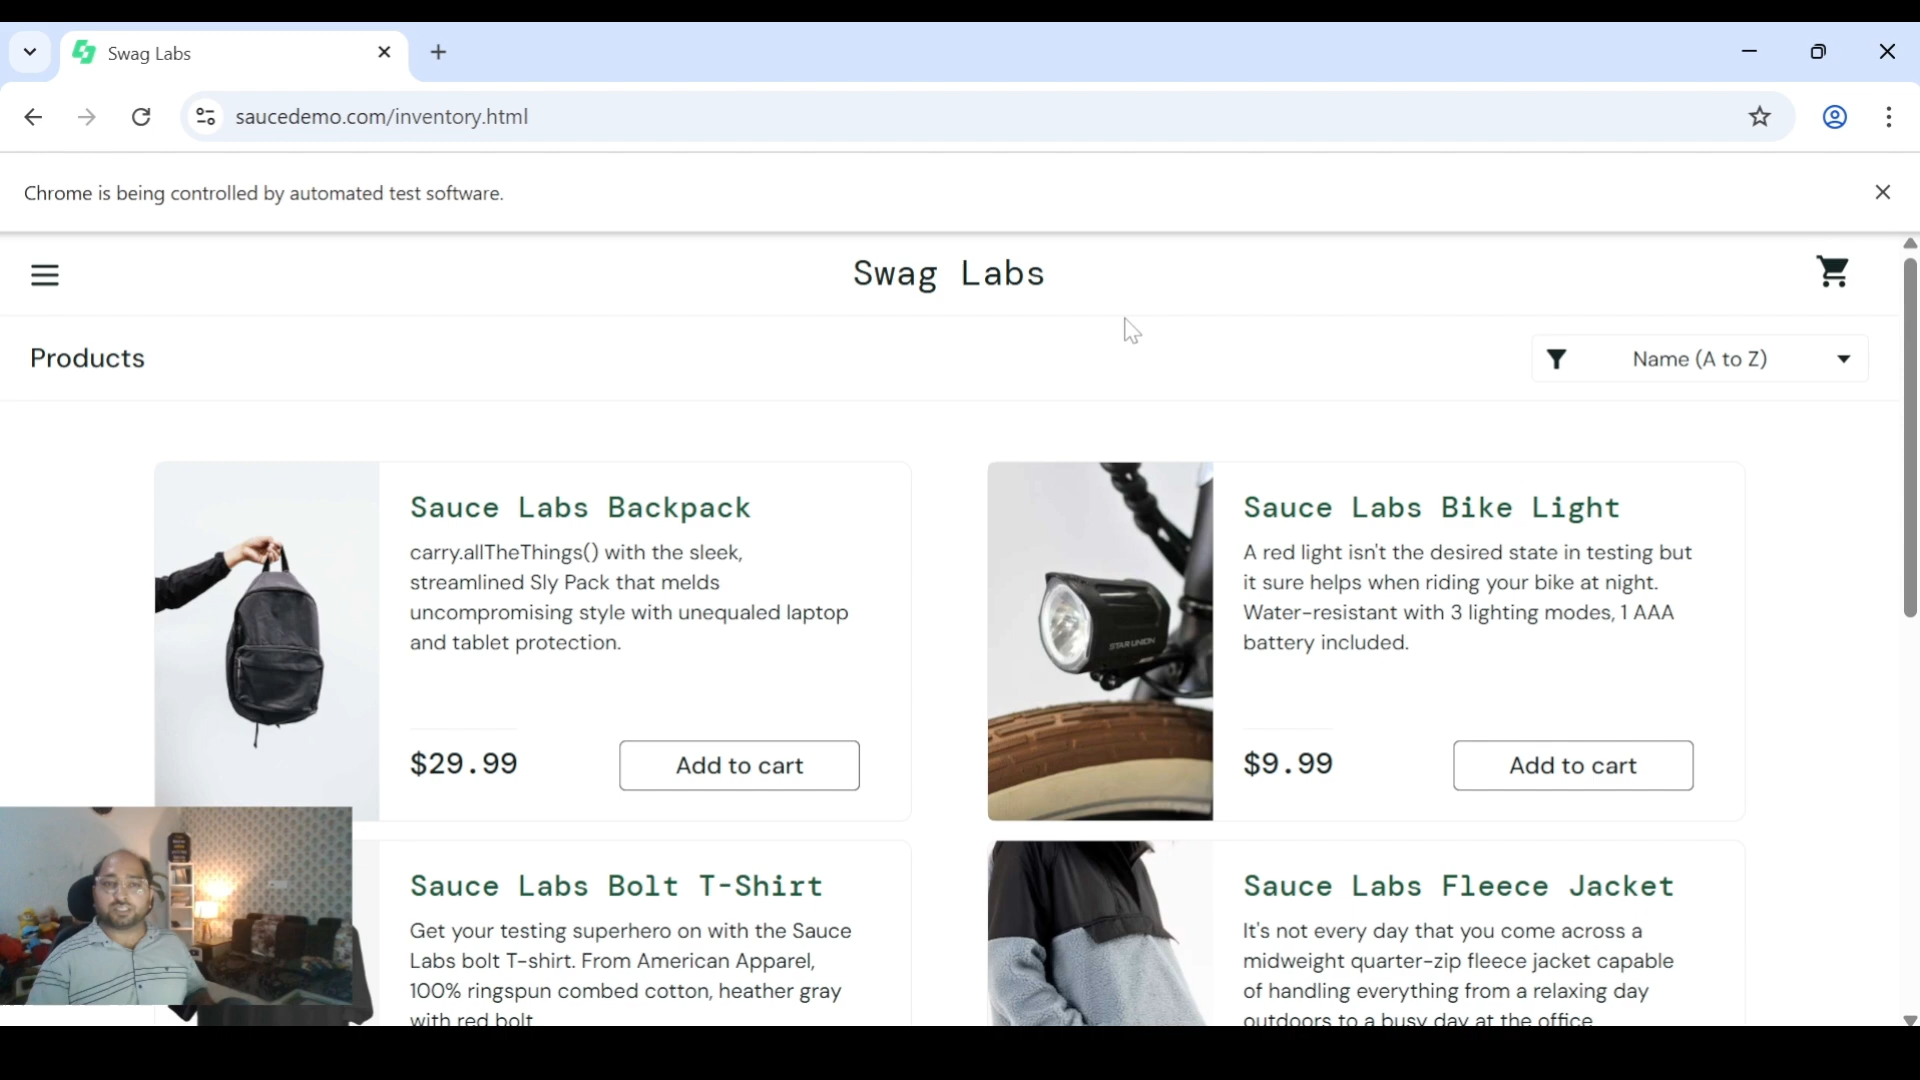 Swag Labs
saucedemo.com/inventory.html
Chrome is being controlled by automated test software.
Swag Labs
Products
Name (A to Z)
Sauce Labs Backpack
carry.allTheThings() with the sleek,
streamlined Sly Pack that melds
uncompromising style with unequaled laptop
and tablet protection.
$29.99
Add to cart
Sauce Labs Bike Light
A red light isn't the desired state in testing but
it sure helps when riding your bike at night.
Water-resistant with 3 lighting modes, 1 AAA
battery included.
STAR UNION
$9.99
Add to cart
Sauce Labs Bolt T-Shirt
Get your testing superhero on with the Sauce
Labs bolt T-shirt. From American Apparel,
100% ringspun combed cotton, heather gray
with red bolt
Sauce Labs Fleece Jacket
It's not every day that you come across a
midweight quarter-zip fleece jacket capable
of handling everything from a relaxing day
outdoors to a busy day at the office